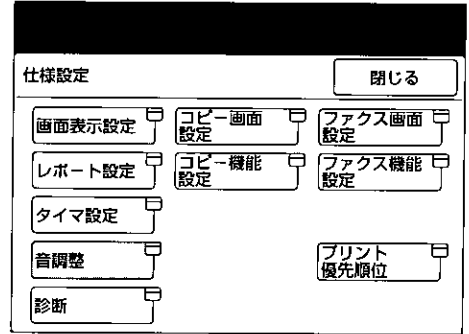 仕様設定
閉じる
画面表示設定
コピー画面
設定
ファクス画面
設定
レポート設定
コピー機能
設定
ファクス機能
設定
タイマ設定
音調整
プリント
優先順位
診断